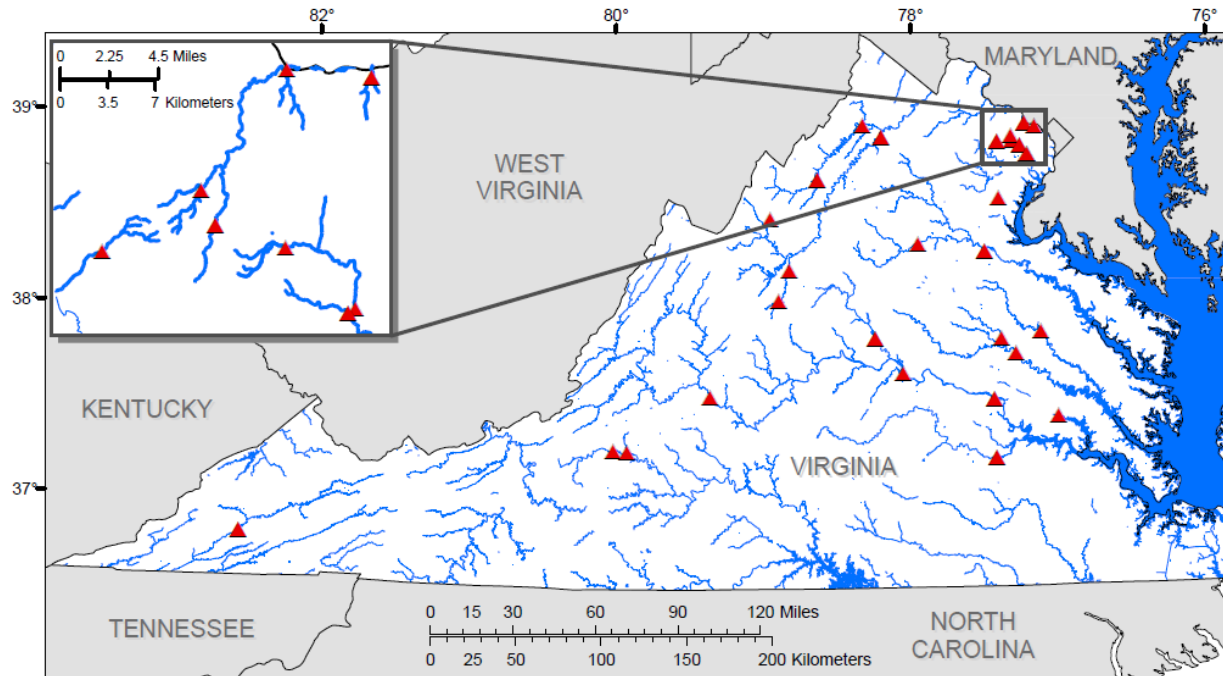 82°
80°
78°
76°
0 2.25 4.5 Miles
0 3.5 7 Kilometers
MARYLAND
39°
WEST
VIRGINIA
38°
KENTUCKY
VIRGINIA
37°
TENNESSEE
0 15 30 60 90 120 Miles
0 25 50 100 150 200 Kilometers
NORTH
CAROLINA